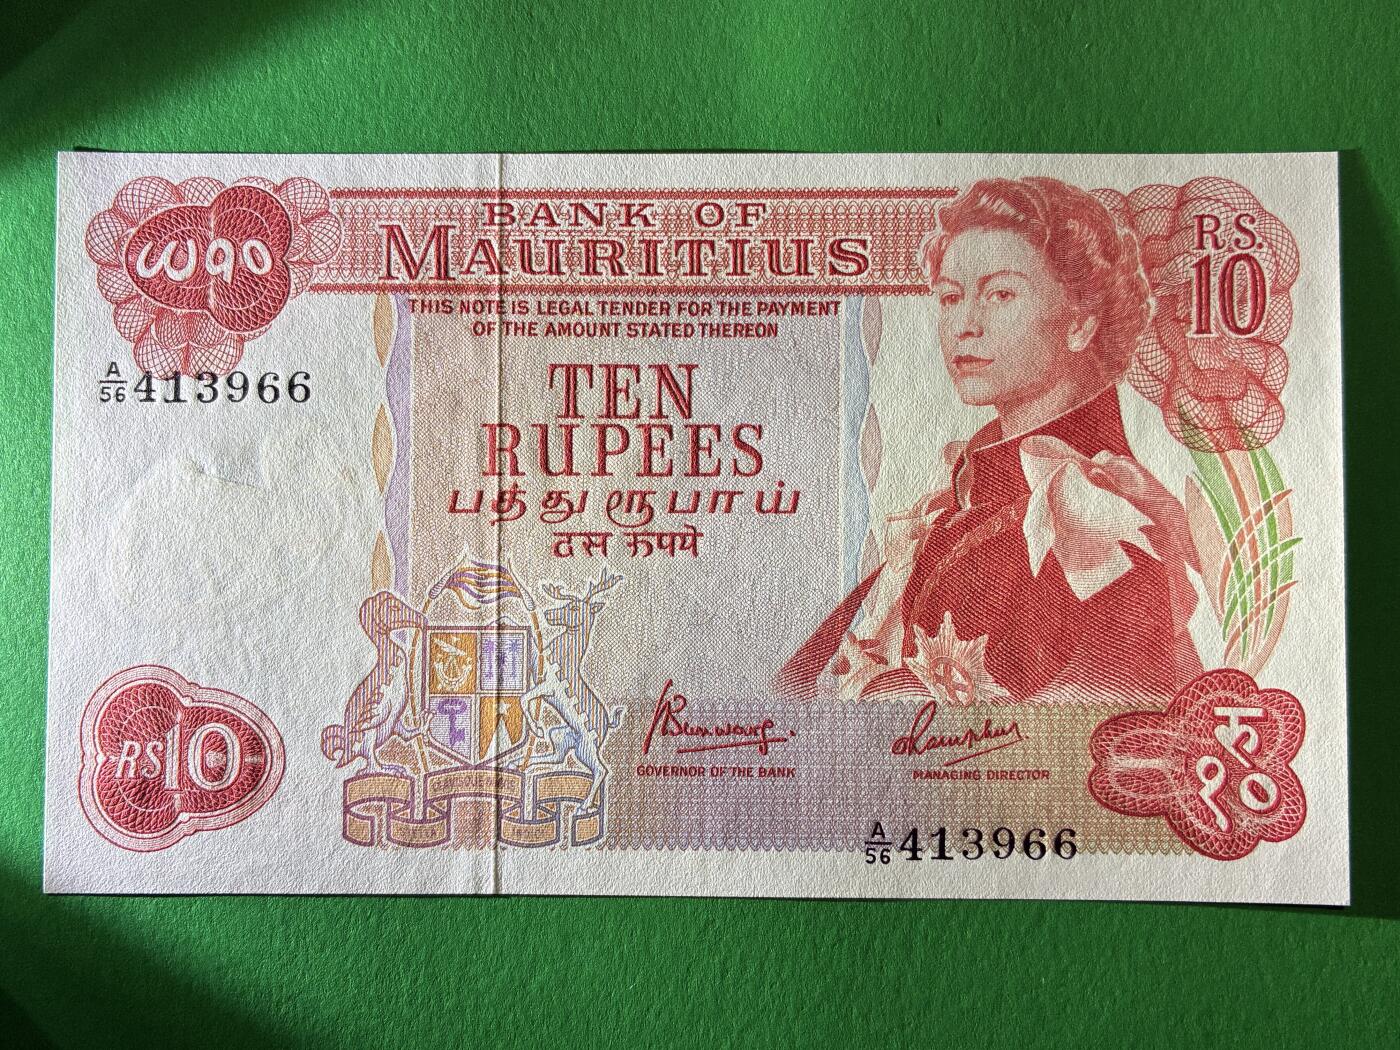 BANK OF
MAURITIUS
RS.
10
THIS NOTE IS LEGAL TENDER FOR THE PAYMENT
OF THE AMOUNT STATED THEREON
A/56 413966
TEN
RUPEES
பத்து ரூபாய்
दस रुपये
RS 10
GOVERNOR OF THE BANK
MANAGING DIRECTOR
रु
१०
A/56 413966